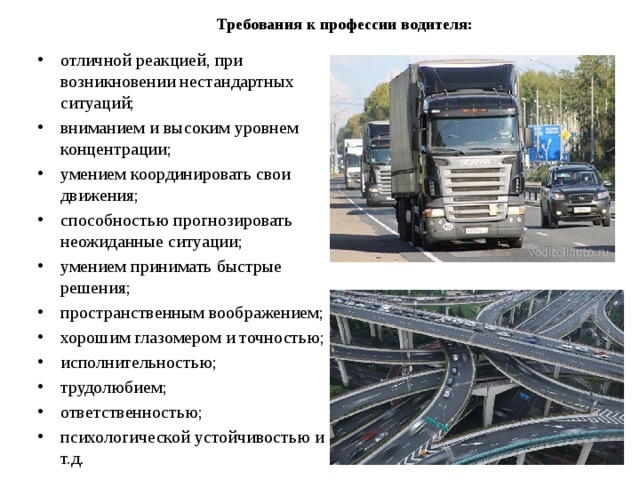 Требования к профессии водителя:
• отличной реакцией, при
возникновении нестандартных
ситуаций;
• вниманием и высоким уровнем
концентрации;
• умением координировать свои
движения;
• способностью прогнозировать
неожиданные ситуации;
• умением принимать быстрые
решения;
• пространственным воображением;
• хорошим глазомером и точностью;
• исполнительностью;
• трудолюбием;
• ответственностью;
• психологической устойчивостью и
т.д.
SCANIA
voditeliauto.ru